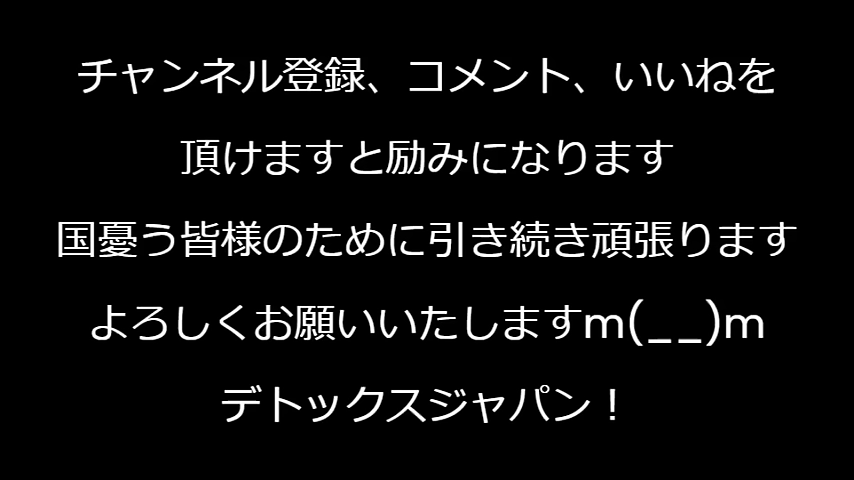 チャンネル登録、コメント、いいねを
頂けますと励みになります
国憂う皆様のために引き続き頑張ります
よろしくお願いいたしますm(__)m
デトックスジャパン！